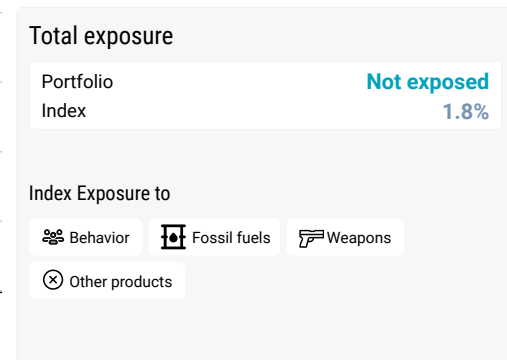 Total exposure
Portfolio Not exposed
Index 1.8%
Index Exposure to
Behavior Fossil fuels Weapons
Other products